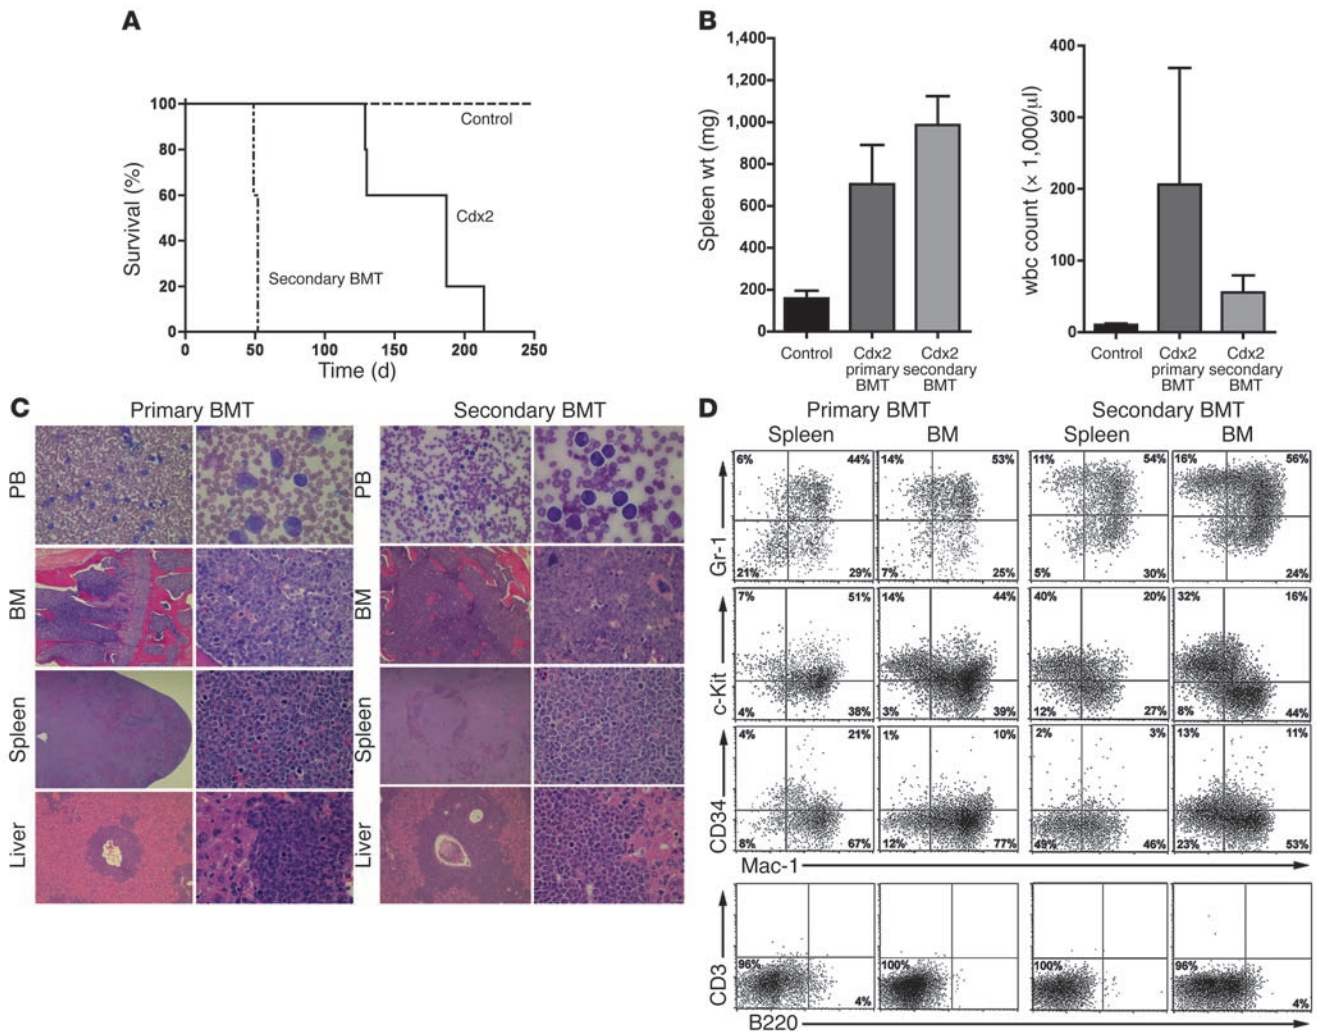 A
Survival (%)
100
80
60
40
20
0
0 50 100 150 200 250
Time (d)
Control
Cdx2
Secondary BMT
B
Spleen wt (mg)
1,400
1,200
1,000
800
600
400
200
0
Control
Cdx2 primary BMT
Cdx2 secondary BMT
wbc count (× 1,000/μl)
400
300
200
100
0
Control
Cdx2 primary BMT
Cdx2 secondary BMT
C
Primary BMT
Secondary BMT
PB
PB
BM
BM
Spleen
Spleen
Liver
Liver
D
Primary BMT
Secondary BMT
Spleen BM Spleen BM
Gr-1
6% 44% 14% 53% 11% 54% 16% 56%
21% 29% 7% 25% 5% 30% 24%
c-Kit
7% 51% 14% 44% 40% 20% 32% 16%
4% 38% 3% 39% 12% 27% 8% 44%
CD34
4% 21% 1% 10% 2% 3% 13% 11%
8% 67% 12% 77% 49% 46% 23% 53%
Mac-1
CD3
96% 100% 100% 96%
4% 4%
B220